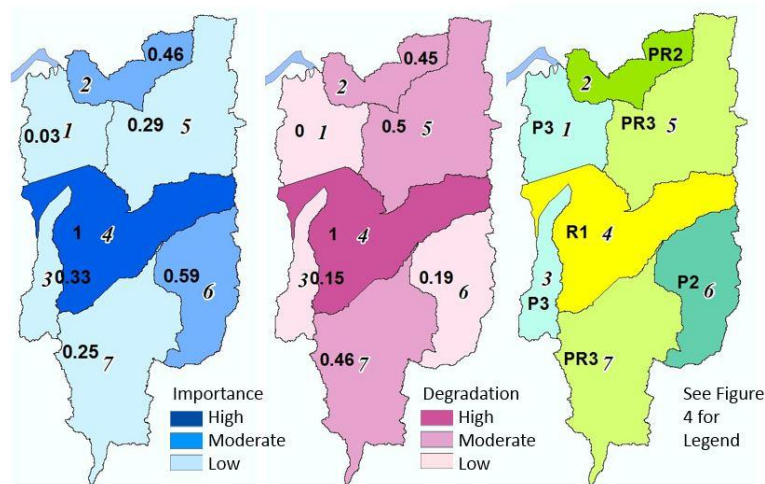 0.46
2
0.29 5
0.03 1
1 4
3 0.33
0.59
6
0.25
7
Importance
High
Moderate
Low
0.45
2
0 1
0.5 5
1 4
3 0.15
0.19
6
0.46
7
Degradation
High
Moderate
Low
PR2
2
P3 1
PR3 5
R1 4
3
P3
P2 6
PR3 7
See Figure
4 for
Legend